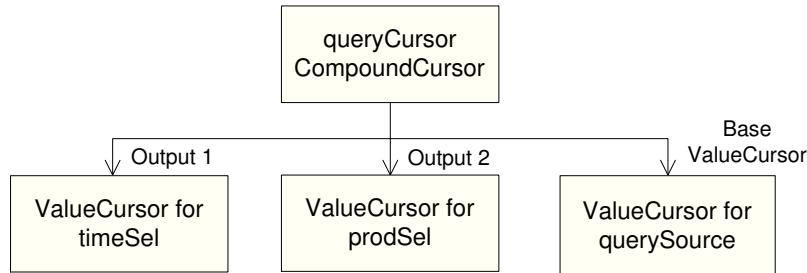 queryCursor
CompoundCursor
Output 1
Output 2
Base
ValueCursor
ValueCursor for
timeSel
ValueCursor for
prodSel
ValueCursor for
querySource